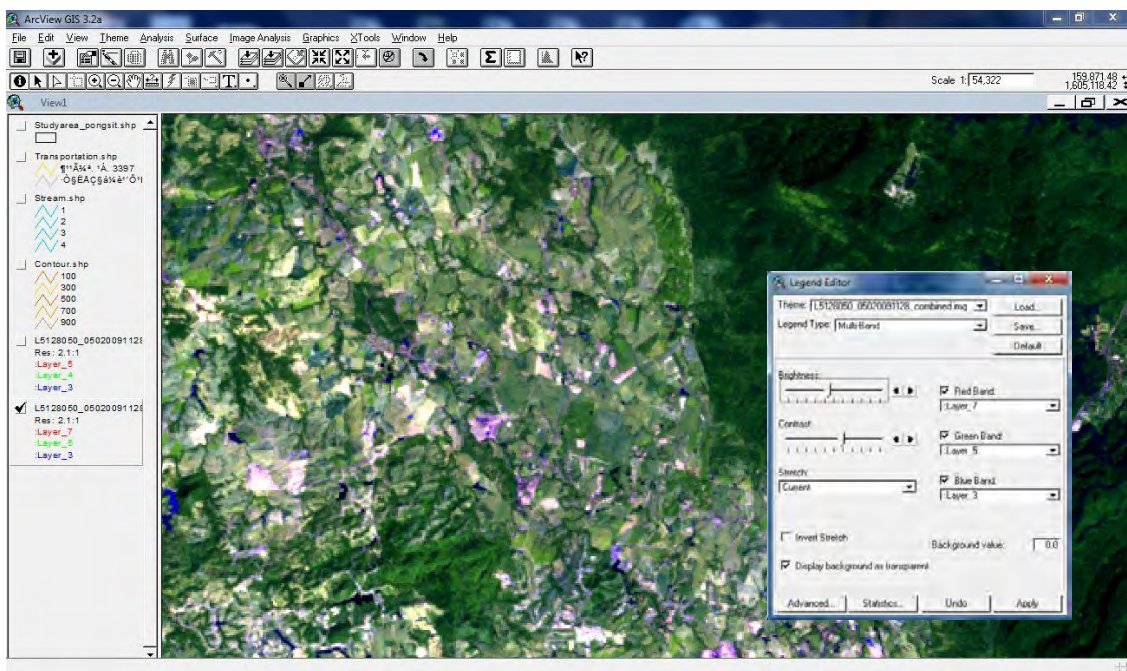 ArcView GIS 3.2a
File Edit View Theme Analysis Surface Image Analysis Graphics XTools Window Help
Scale 1: 54,322
159,871.48
1,605,118.42
View1
Studyarea_pongsit.shp
Transportation.shp
3397
Stream.shp
1
2
3
4
Contour.shp
100
300
500
700
900
L5128050_05020091128
Res: 2.1:1
:Layer_5
:Layer_4
:Layer_3
L5128050_05020091128
Res: 2.1:1
:Layer_7
:Layer_5
:Layer_3
Legend Editor
Theme: L5128050_05020091128_combined.img
Load...
Legend Type: Multi-Band
Save...
Default
Brightness:
Red Band:
:Layer_7
Contrast:
Green Band:
:Layer_5
Stretch:
Current
Blue Band:
:Layer_3
Invert Stretch
Background value: 0.0
Display background as transparent
Advanced... Statistics... Undo Apply